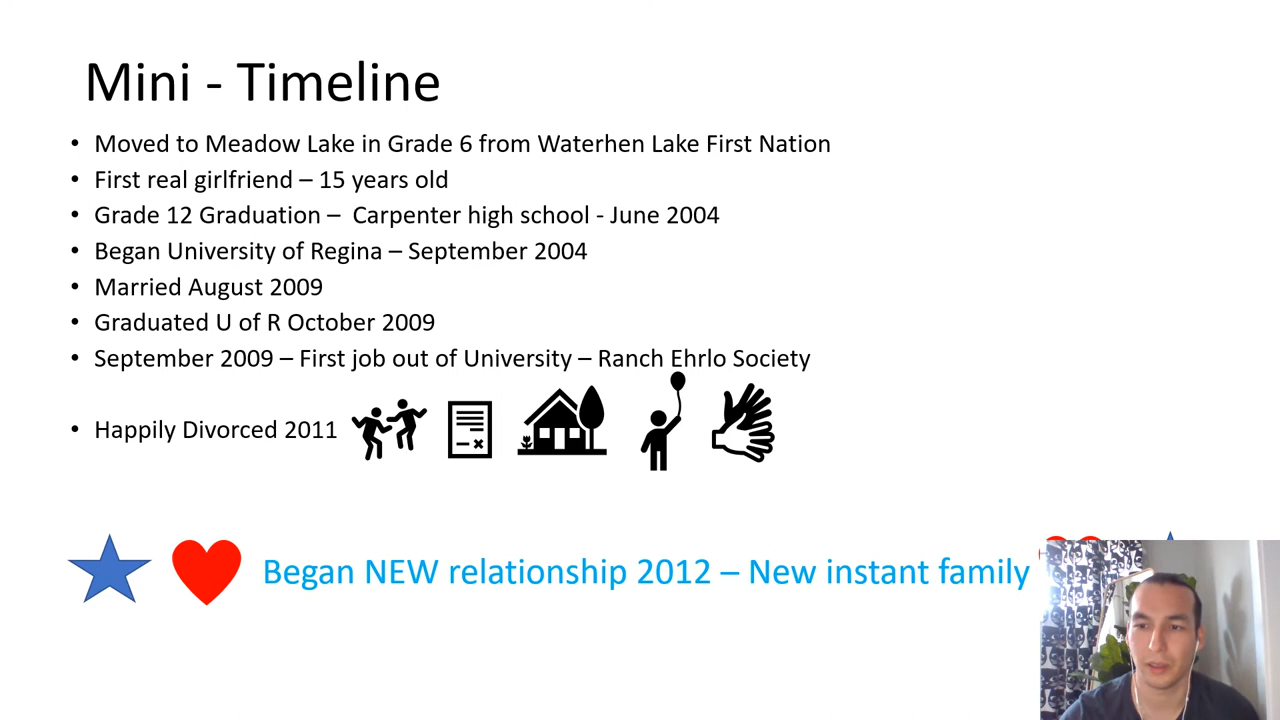 Mini - Timeline
• Moved to Meadow Lake in Grade 6 from Waterhen Lake First Nation
• First real girlfriend – 15 years old
• Grade 12 Graduation – Carpenter high school - June 2004
• Began University of Regina – September 2004
• Married August 2009
• Graduated U of R October 2009
• September 2009 – First job out of University – Ranch Ehrlo Society
• Happily Divorced 2011
Began NEW relationship 2012 – New instant family